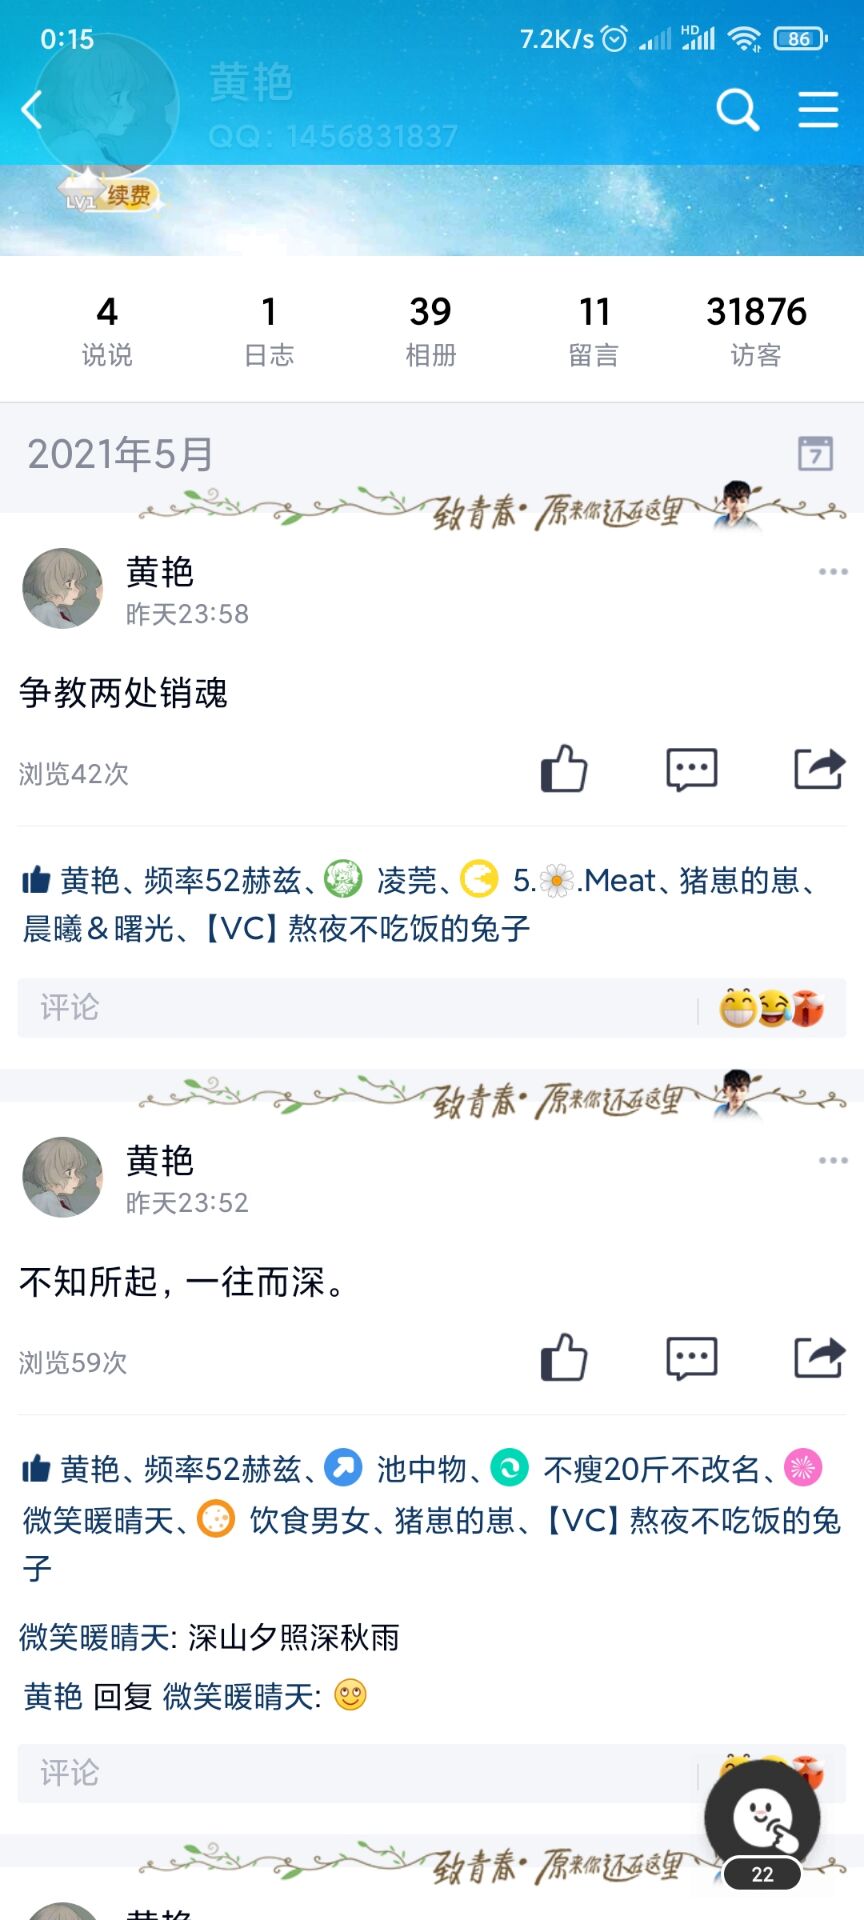 0:15
7.2K/s HD 86
黄艳
QQ：1456831837
LV1 续费
4 1 39 11 31876
说说 日志 相册 留言 访客
2021年5月
7
致青春·原来你还在这里
黄艳
昨天23:58
争教两处销魂
浏览42次
黄艳、频率52赫兹、凌莞、5.🌼.Meat、猪崽的崽、
晨曦＆曙光、【VC】熬夜不吃饭的兔子
评论
致青春·原来你还在这里
黄艳
昨天23:52
不知所起，一往而深。
浏览59次
黄艳、频率52赫兹、池中物、不瘦20斤不改名、
微笑暖晴天、饮食男女、猪崽的崽、【VC】熬夜不吃饭的兔
子
微笑暖晴天: 深山夕照深秋雨
黄艳 回复 微笑暖晴天:
评论
22
致青春·原来你还在这里
黄艳